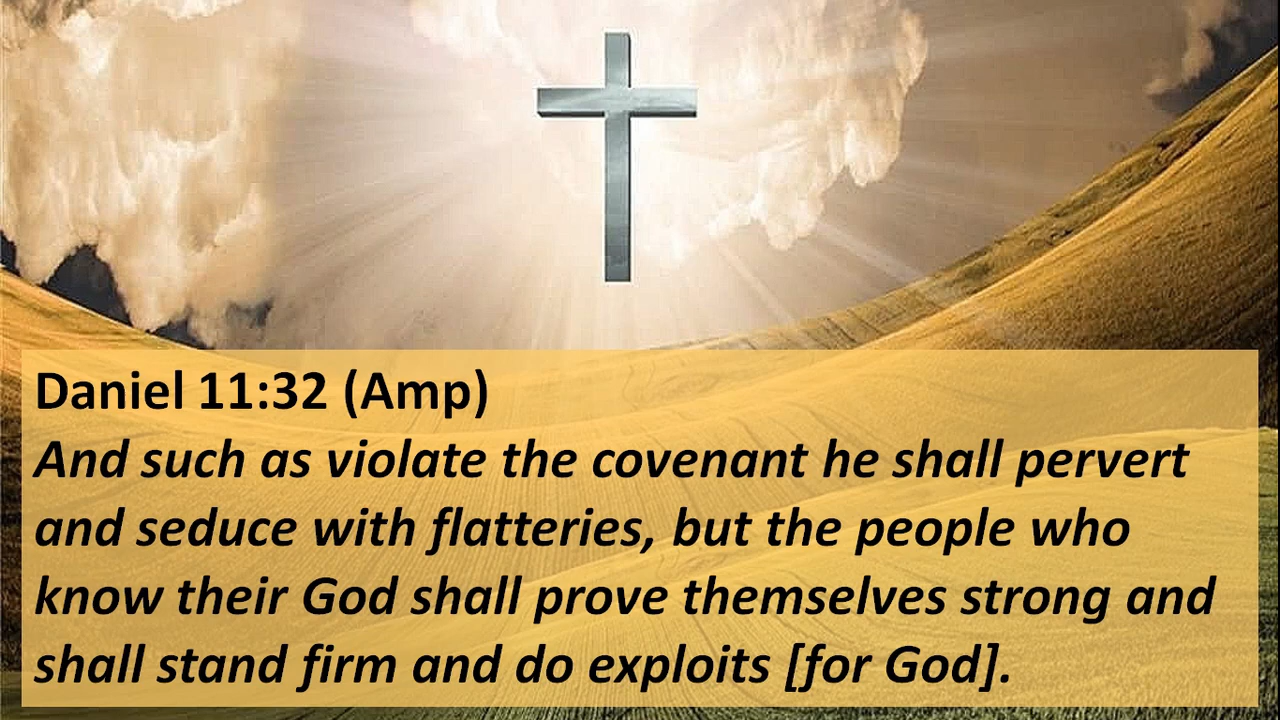 Daniel 11:32 (Amp)
And such as violate the covenant he shall pervert
and seduce with flatteries, but the people who
know their God shall prove themselves strong and
shall stand firm and do exploits [for God].